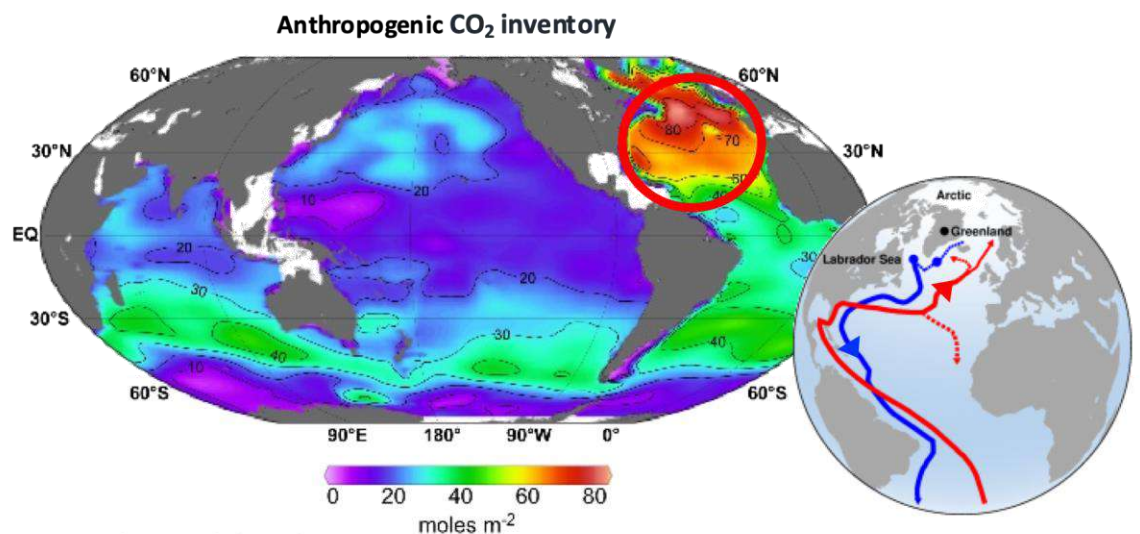 Anthropogenic CO₂ inventory
60°N
60°N
30°N
30°N
EQ
30°S
30°S
60°S
60°S
80
70
50
40
20
10
20
20
30
30
30
40
40
10
90°E 180° 90°W 0°
0 20 40 60 80
moles m⁻²
Arctic
Greenland
Labrador Sea